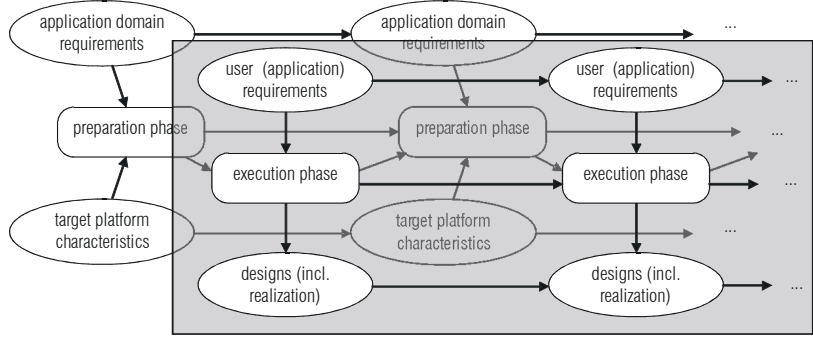 application domain
requirements
application domain
requirements
...
user (application)
requirements
user (application)
requirements
...
preparation phase
preparation phase
...
execution phase
execution phase
...
target platform
characteristics
target platform
characteristics
...
designs (incl.
realization)
designs (incl.
realization)
...